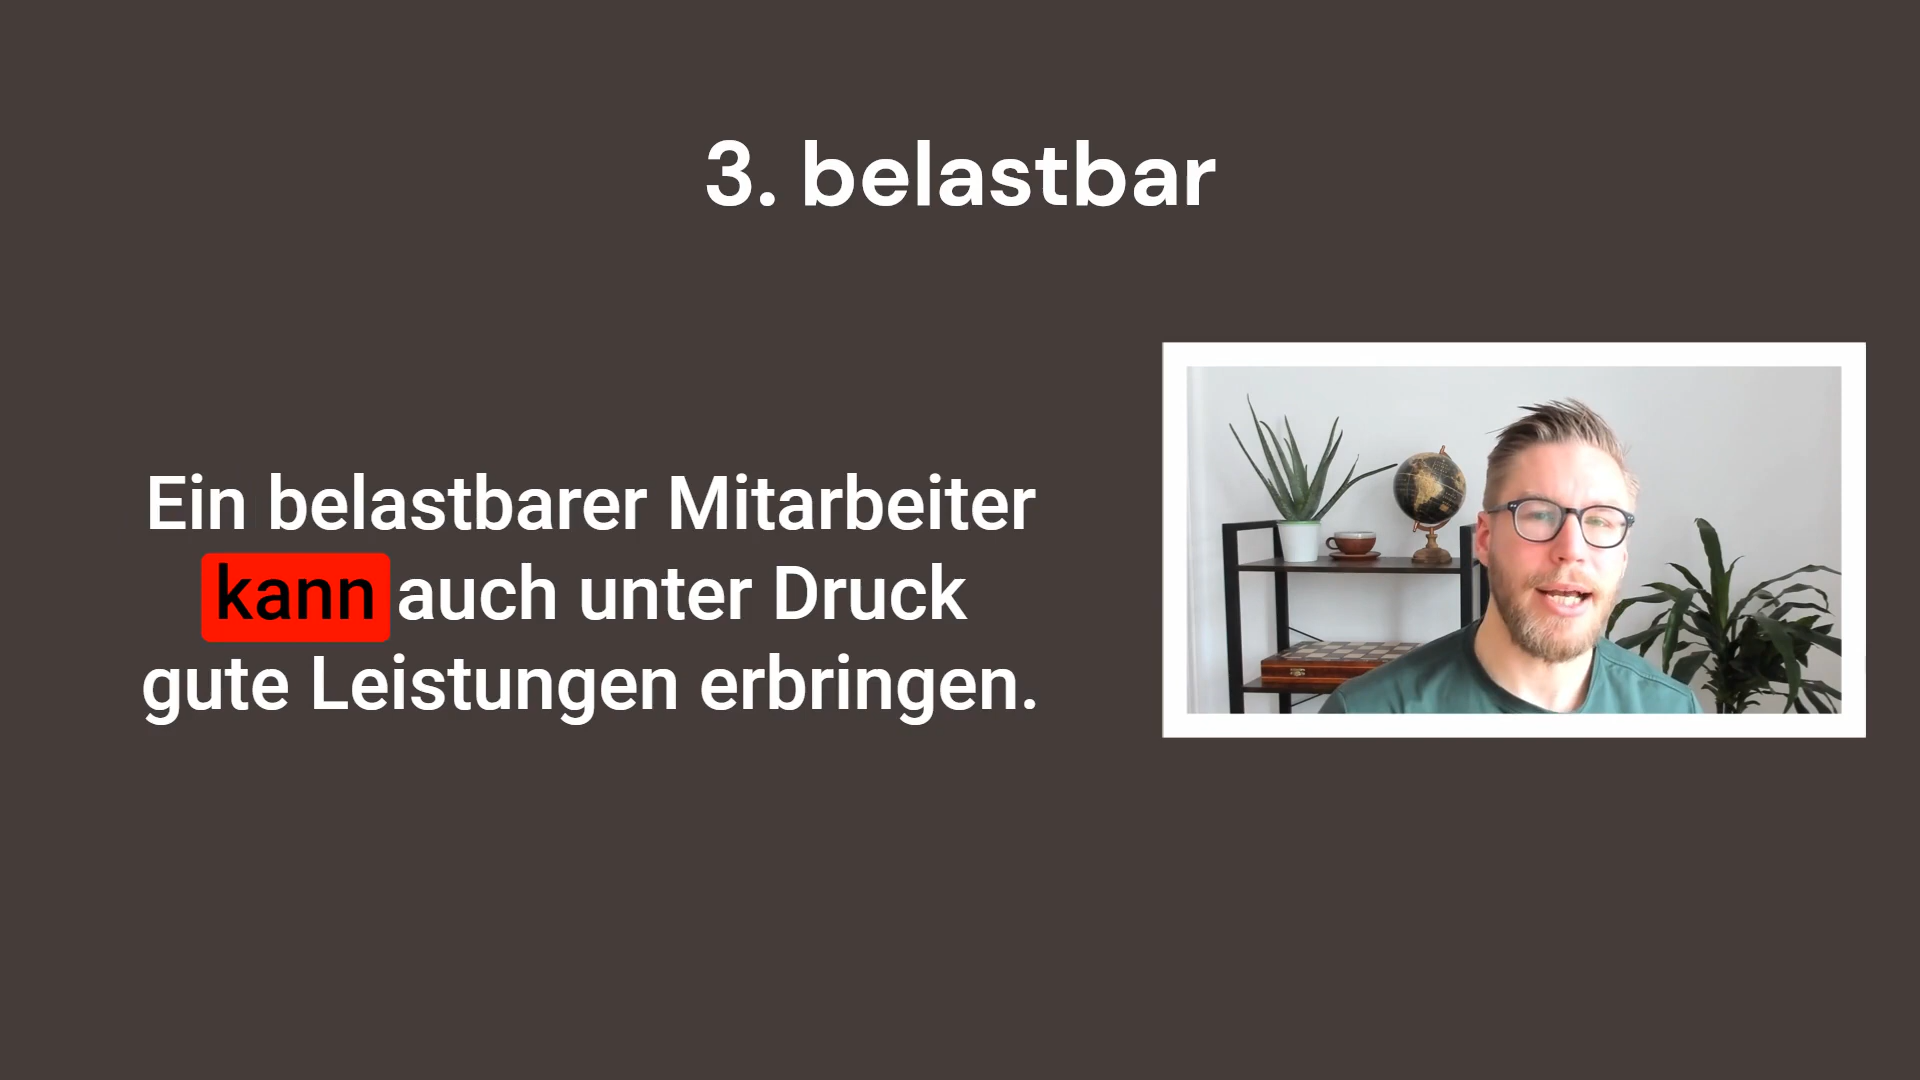 3. belastbar
Ein belastbarer Mitarbeiter
kann auch unter Druck
gute Leistungen erbringen.